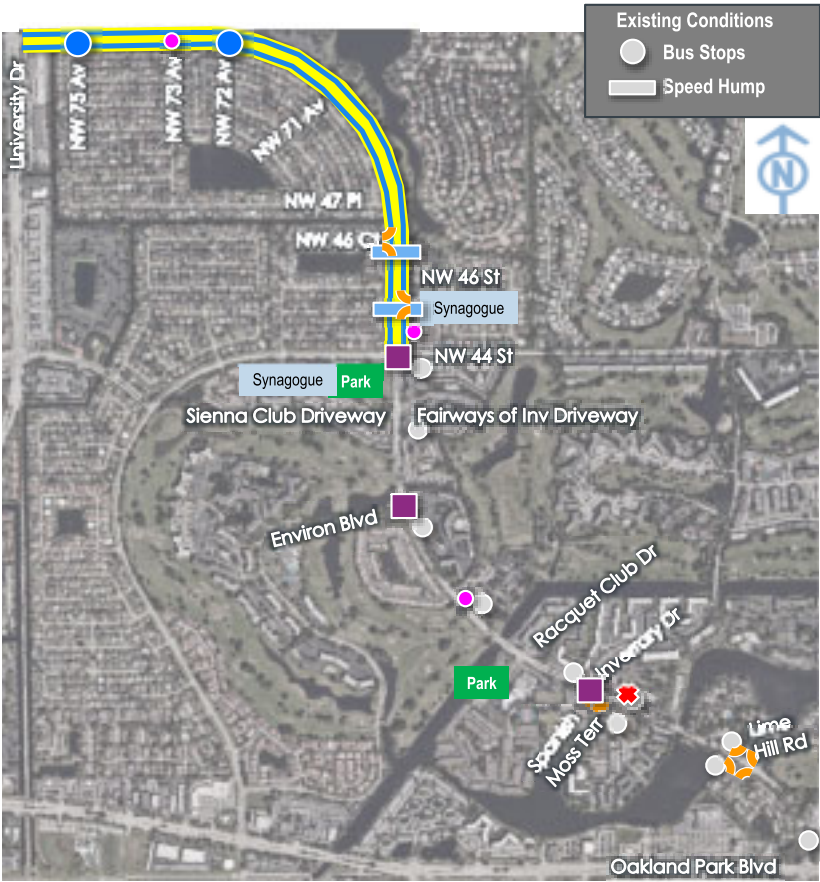 Existing Conditions
Bus Stops
Speed Hump
N
University Dr
NW 75 Av
NW 73 Av
NW 72 Av
NW 71 Av
NW 47 Pl
NW 46 Ct
NW 46 St
Synagogue
NW 44 St
Synagogue
Park
Sienna Club Driveway
Fairways of Inv Driveway
Environ Blvd
Racquet Club Dr
Inverrary Dr
Park
Spanish
Moss Terr
Lime
Hill Rd
Oakland Park Blvd